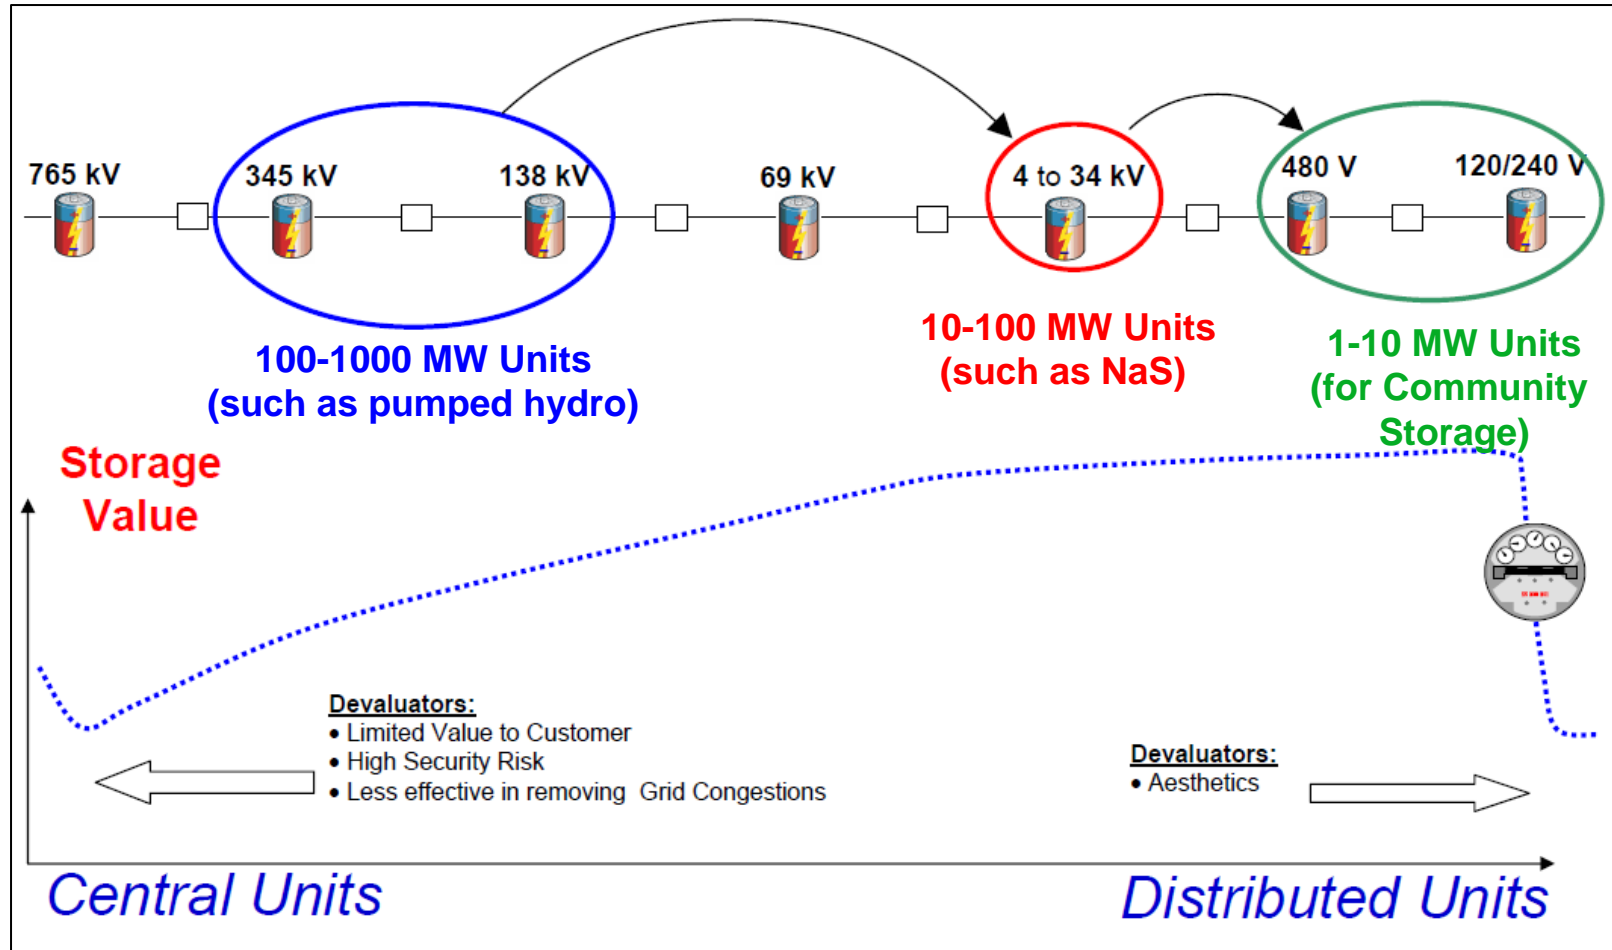 765 kV
345 kV
138 kV
69 kV
4 to 34 kV
480 V
120/240 V
100-1000 MW Units
(such as pumped hydro)
10-100 MW Units
(such as NaS)
1-10 MW Units
(for Community
Storage)
Storage
Value
Devaluators:
• Limited Value to Customer
• High Security Risk
• Less effective in removing Grid Congestions
Devaluators:
• Aesthetics
Central Units
Distributed Units